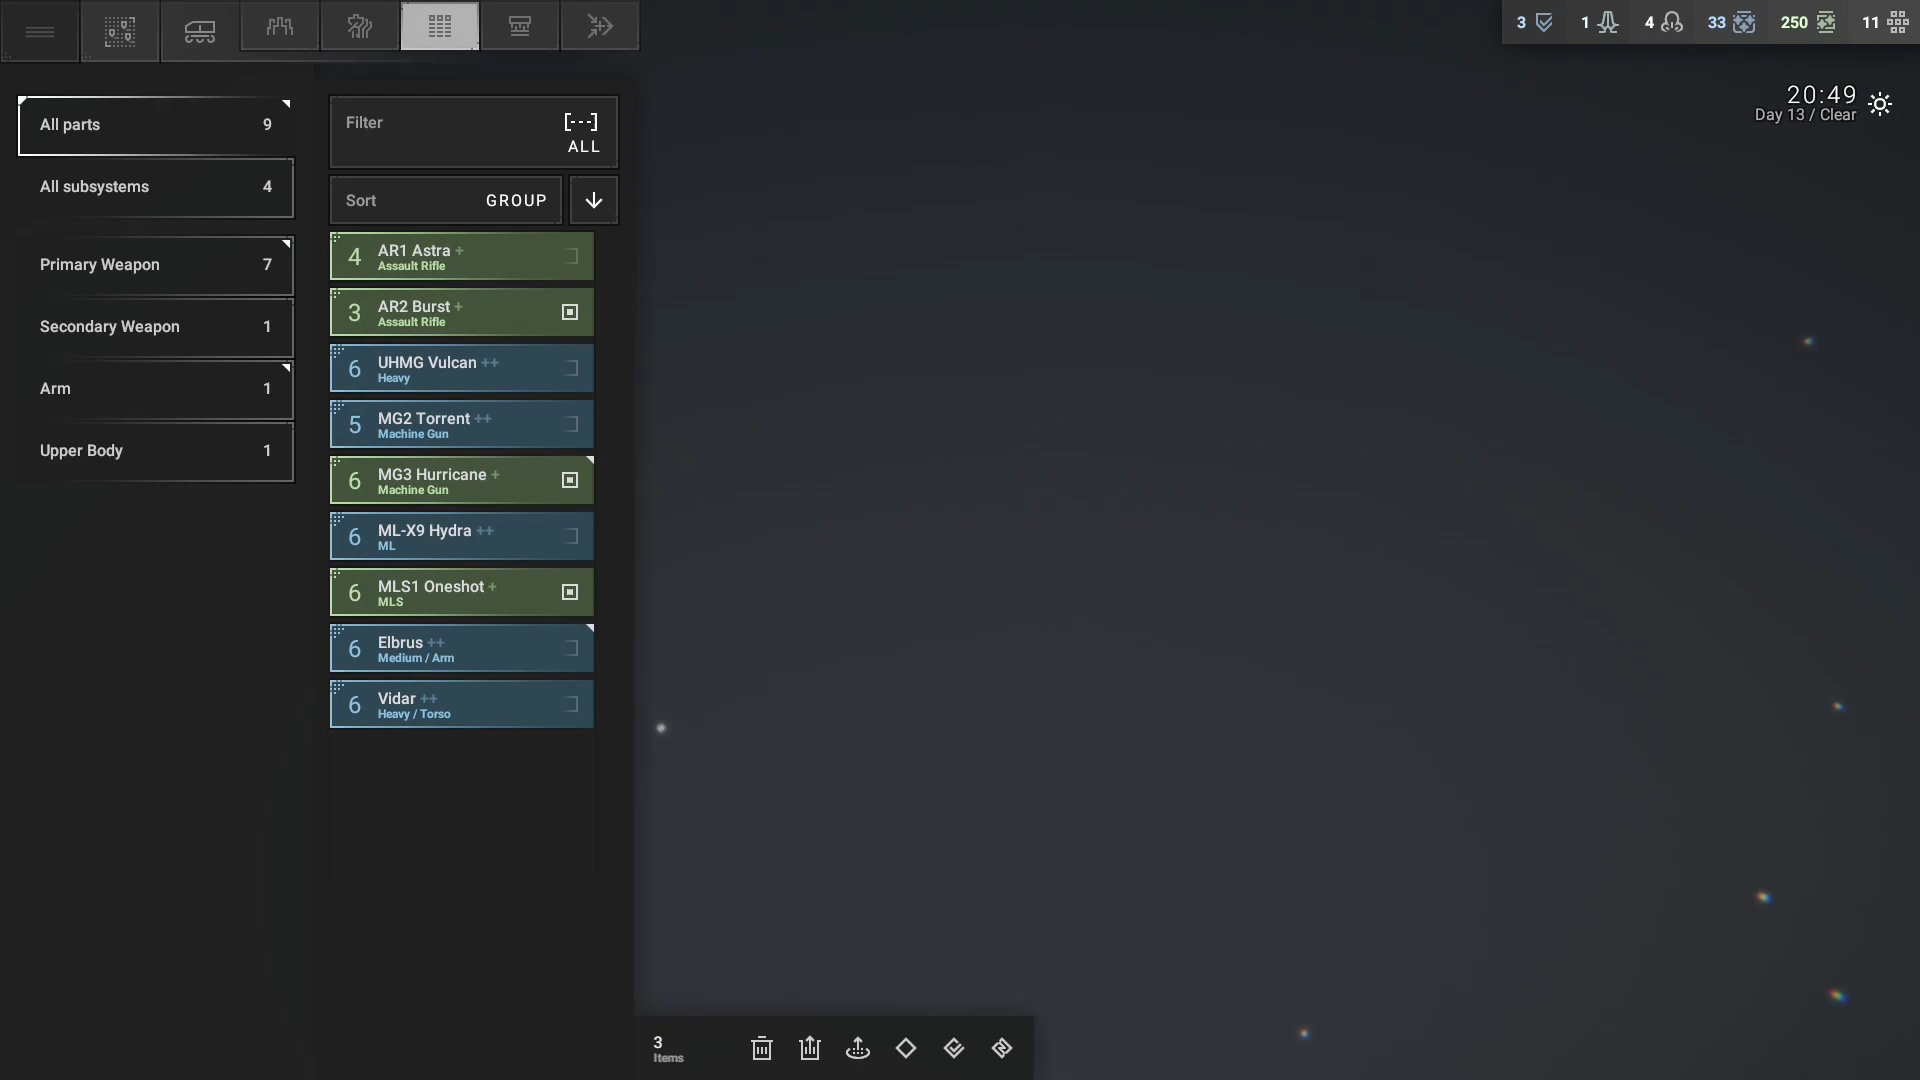 3
1
4
33
250
11
20:49
Day 13 / Clear
All parts 9
All subsystems 4
Primary Weapon 7
Secondary Weapon 1
Arm 1
Upper Body 1
Filter
[---]
ALL
Sort GROUP
4 AR1 Astra +
Assault Rifle
3 AR2 Burst +
Assault Rifle
6 UHMG Vulcan ++
Heavy
5 MG2 Torrent ++
Machine Gun
6 MG3 Hurricane +
Machine Gun
6 ML-X9 Hydra ++
ML
6 MLS1 Oneshot +
MLS
6 Elbrus ++
Medium / Arm
6 Vidar ++
Heavy / Torso
3
Items